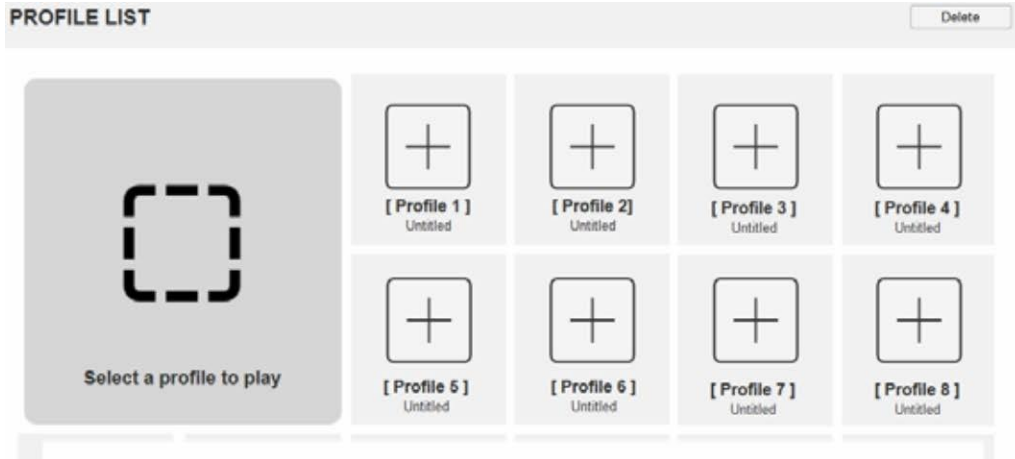 PROFILE LIST
Delete
[ Profile 1 ]
Untitled
[ Profile 2]
Untitled
[ Profile 3 ]
Untitled
[ Profile 4 ]
Untitled
Select a profile to play
[ Profile 5 ]
Untitled
[ Profile 6 ]
Untitled
[ Profile 7 ]
Untitled
[ Profile 8 ]
Untitled